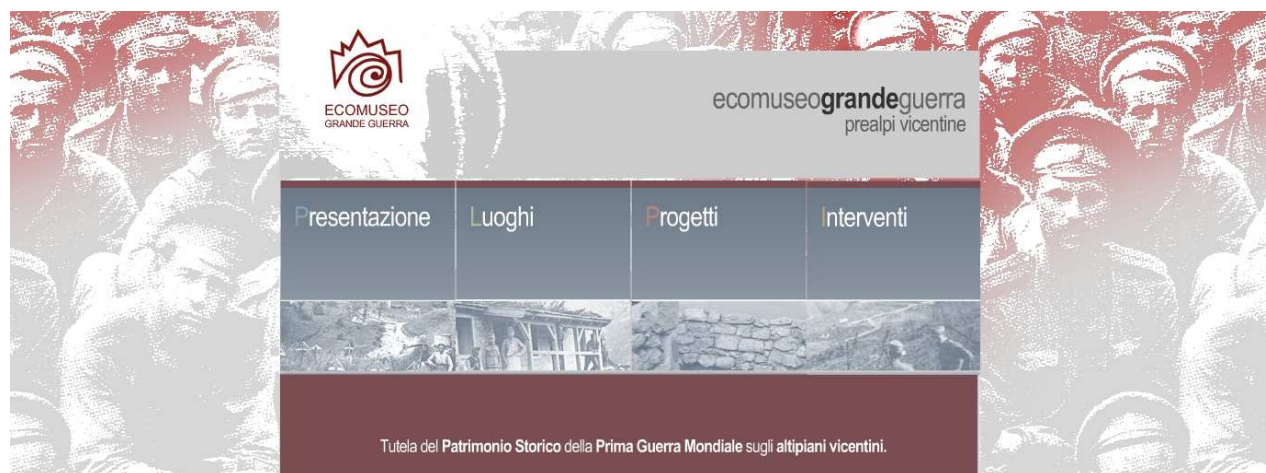 ECOMUSEO
GRANDE GUERRA
ecomuseograndeguerra
prealpi vicentine
Presentazione
Luoghi
Progetti
Interventi
Tutela del Patrimonio Storico della Prima Guerra Mondiale sugli altipiani vicentini.